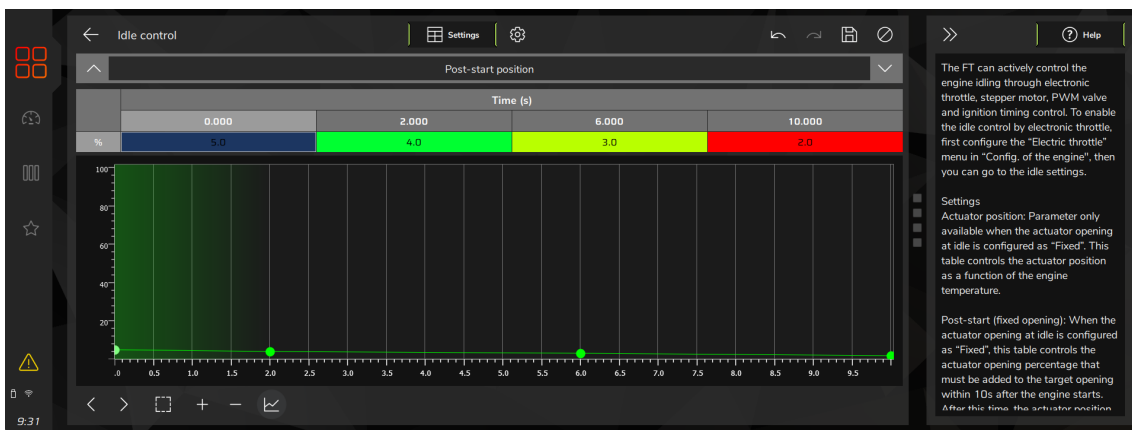 Idle control
Settings
Help
Post-start position
Time (s)
0.000 2.000 6.000 10.000
% 5.0 4.0 3.0 2.0
100
80
60
40
20
.0 0.5 1.0 1.5 2.0 2.5 3.0 3.5 4.0 4.5 5.0 5.5 6.0 6.5 7.0 7.5 8.0 8.5 9.0 9.5
9:31
The FT can actively control the
engine idling through electronic
throttle, stepper motor, PWM valve
and ignition timing control. To enable
the idle control by electronic throttle,
first configure the “Electric throttle”
menu in “Config. of the engine", then
you can go to the idle settings.
Settings
Actuator position: Parameter only
available when the actuator opening
at idle is configured as “Fixed”. This
table controls the actuator position
as a function of the engine
temperature.
Post-start (fixed opening): When the
actuator opening at idle is configured
as “Fixed”, this table controls the
actuator opening percentage that
must be added to the target opening
within 10s after the engine starts.
After this time, the actuator position